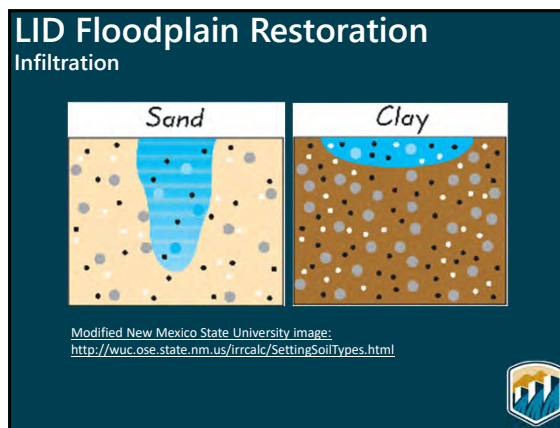 LID Floodplain Restoration
Infiltration
Sand
Clay
Modified New Mexico State University image:
http://wuc.ose.state.nm.us/irrcalc/SettingSoilTypes.html